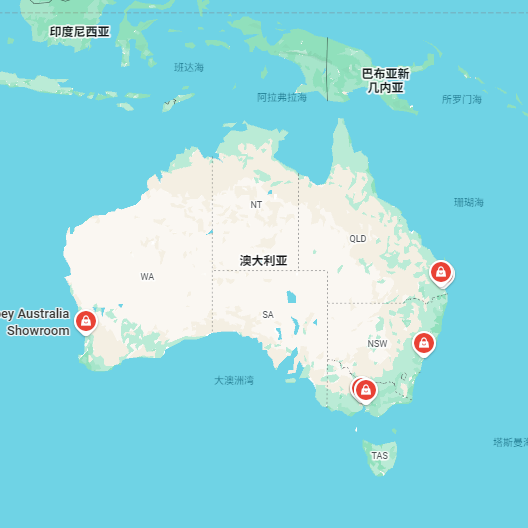 印度尼西亚
班达海
巴布亚新
几内亚
阿拉弗拉海
所罗门海
珊瑚海
NT
QLD
澳大利亚
WA
ey Australia
Showroom
SA
NSW
大澳洲湾
塔斯曼海
TAS